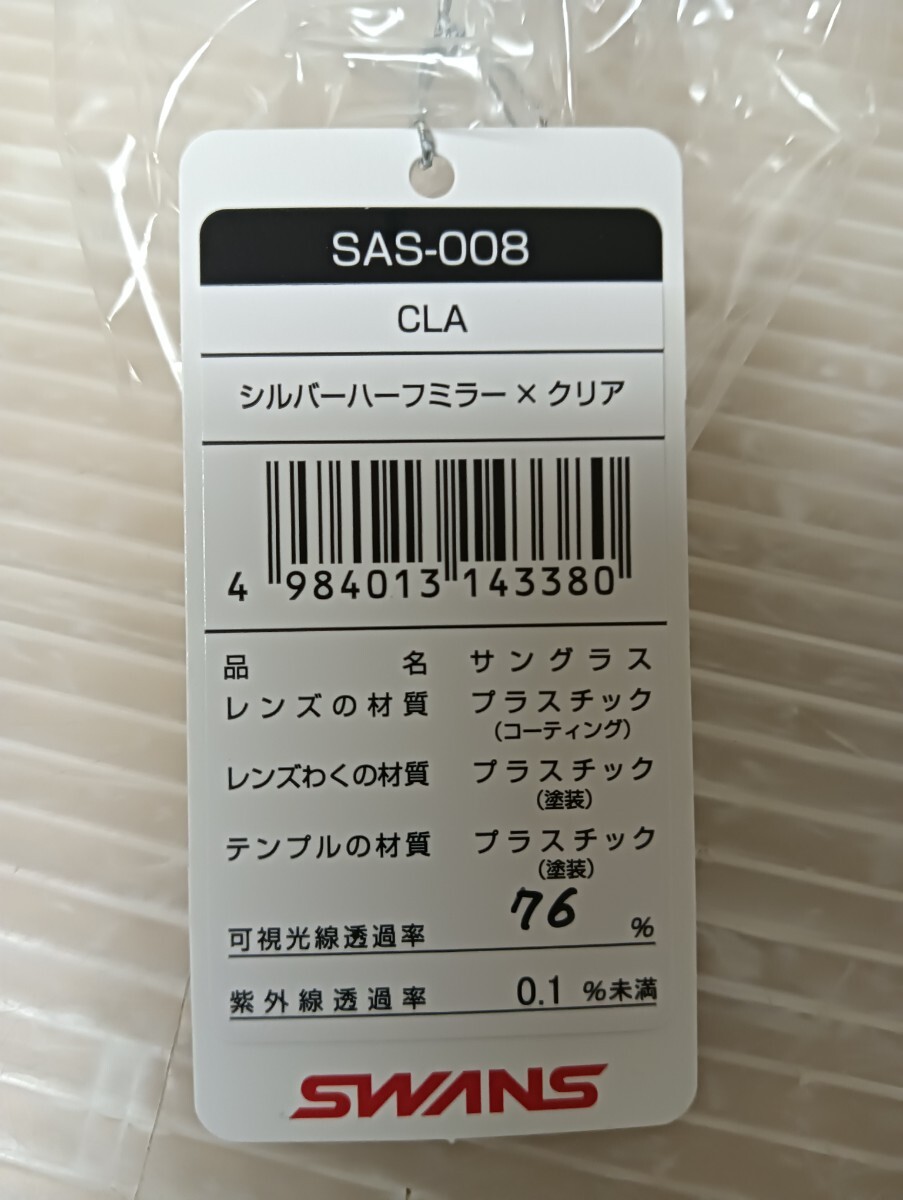 SAS-008
CLA
シルバーハーフミラー × クリア
4 984013 143380
品名 サングラス
レンズの材質 プラスチック
(コーティング)
レンズわくの材質 プラスチック
(塗装)
テンプルの材質 プラスチック
(塗装)
可視光線透過率 76 %
紫外線透過率 0.1 %未満
SWANS